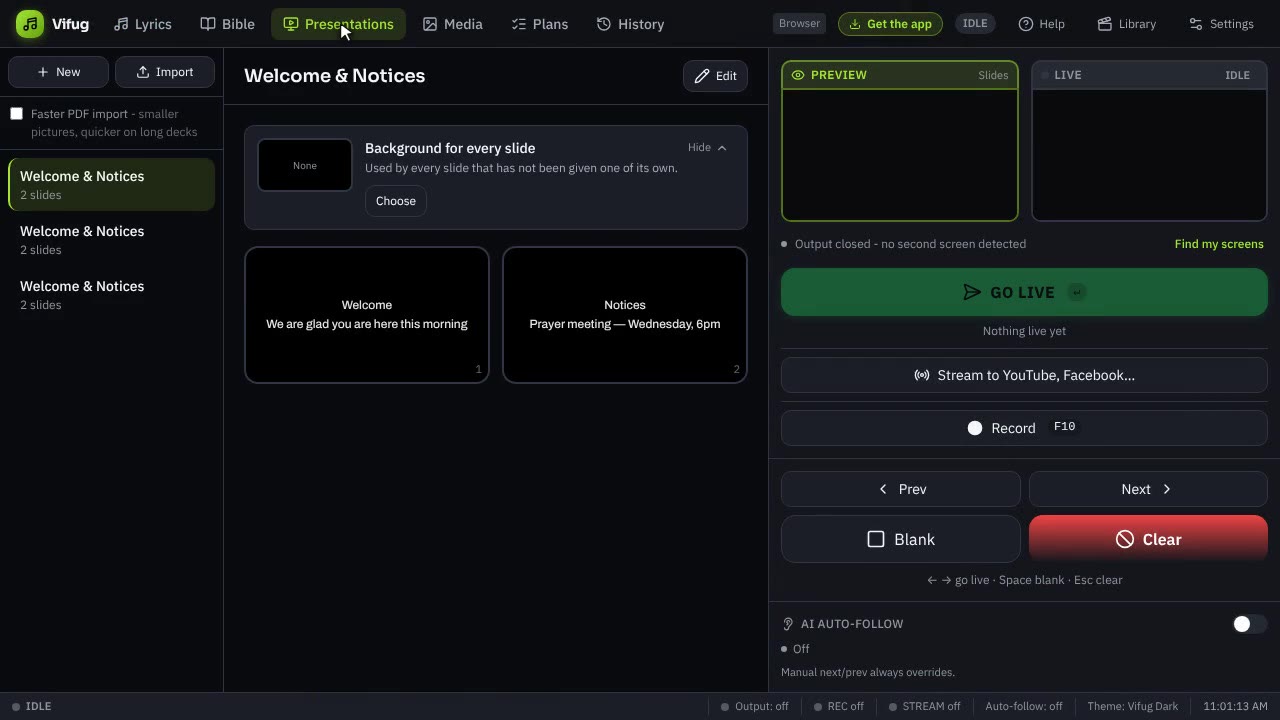 Vifug
Lyrics
Bible
Presentations
Media
Plans
History
Browser
Get the app
IDLE
Help
Library
Settings
New
Import
Faster PDF import - smaller
pictures, quicker on long decks
Welcome & Notices
2 slides
Welcome & Notices
2 slides
Welcome & Notices
2 slides
Welcome & Notices
Edit
None
Background for every slide
Hide
Used by every slide that has not been given one of its own.
Choose
Welcome
We are glad you are here this morning
1
Notices
Prayer meeting — Wednesday, 6pm
2
PREVIEW
Slides
LIVE
IDLE
Output closed - no second screen detected
Find my screens
GO LIVE ↵
Nothing live yet
Stream to YouTube, Facebook...
Record F10
Prev
Next
Blank
Clear
← → go live · Space blank · Esc clear
AI AUTO-FOLLOW
Off
Manual next/prev always overrides.
IDLE
Output: off
REC off
STREAM off
Auto-follow: off
Theme: Vifug Dark
11:01:13 AM